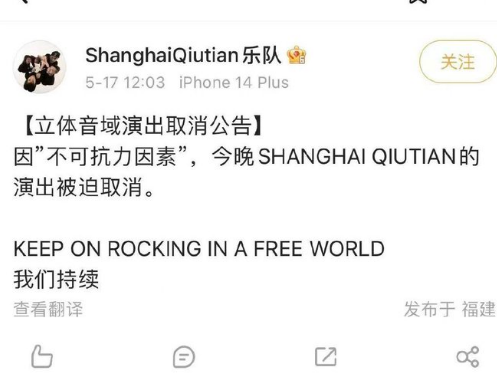 ShanghaiQiutian乐队
5-17 12:03 iPhone 14 Plus
关注
【立体音域演出取消公告】
因”不可抗力因素”，今晚SHANGHAI QIUTIAN的
演出被迫取消。
KEEP ON ROCKING IN A FREE WORLD
我们持续
查看翻译
发布于 福建